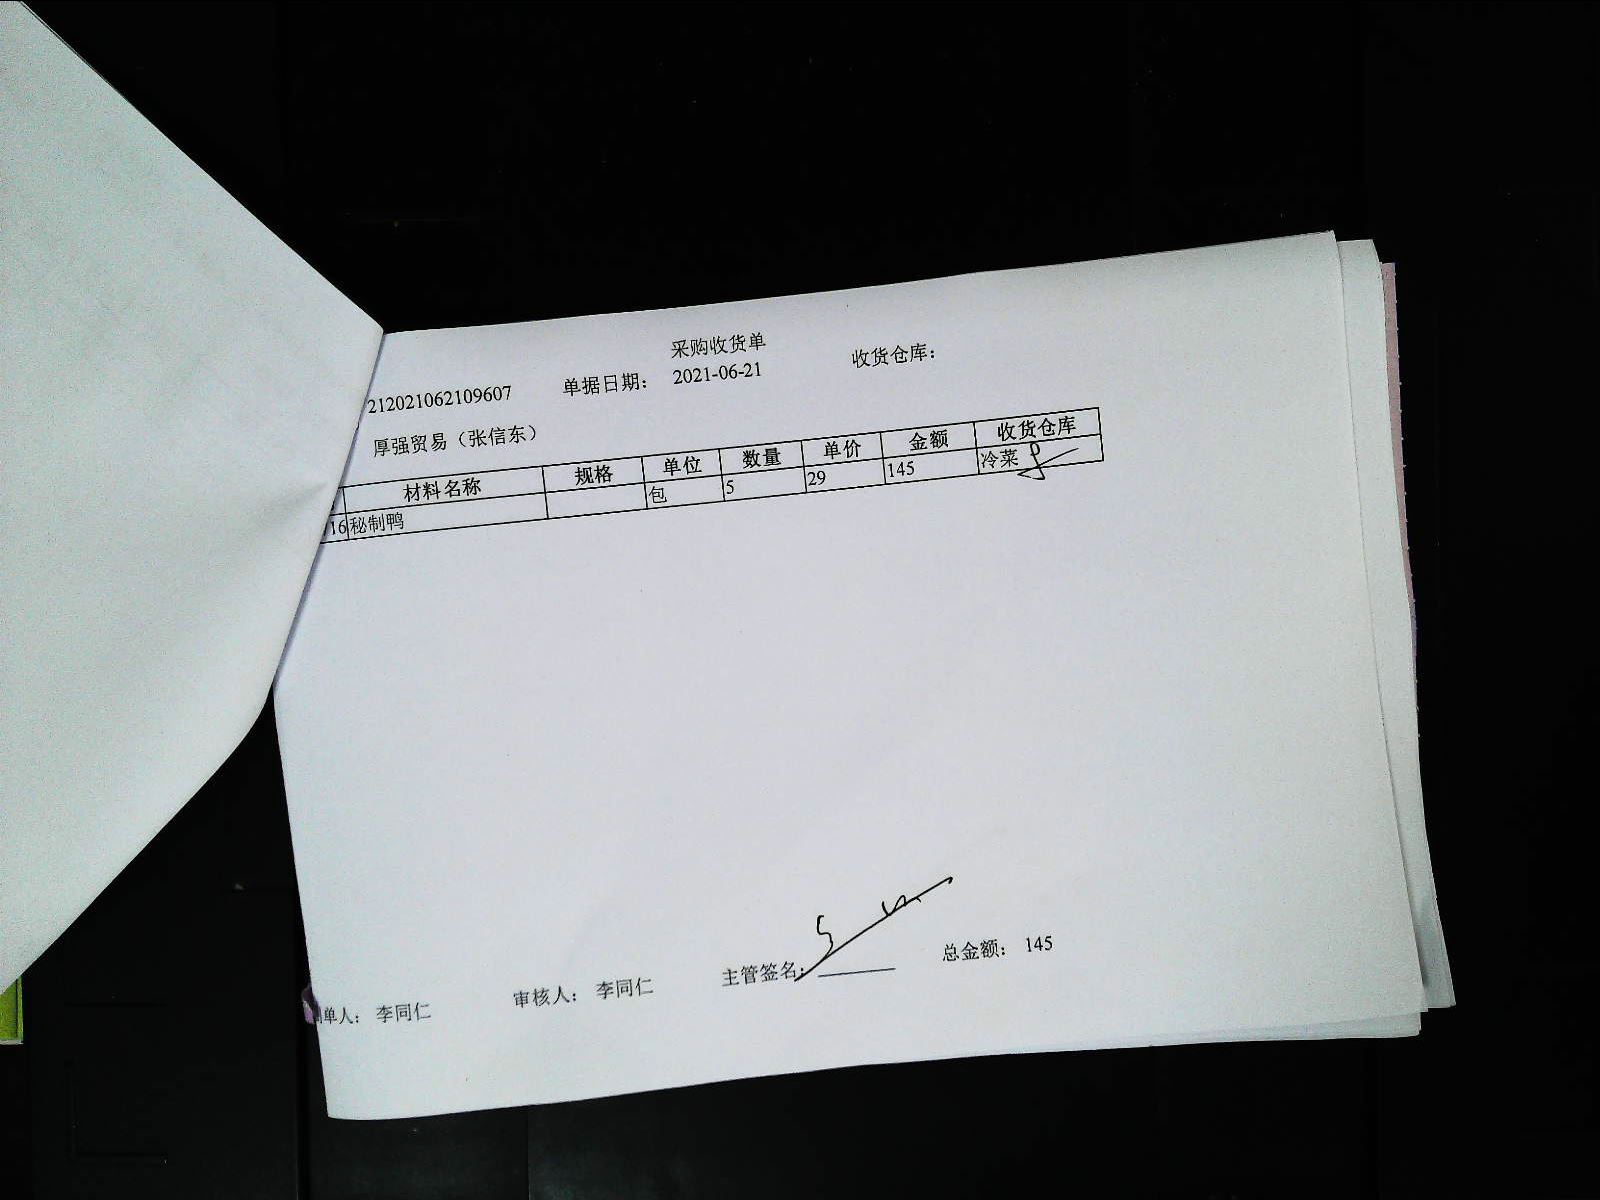 采购收货单
212021062109607 单据日期： 2021-06-21 收货仓库：
厚强贸易（张信东）
材料名称 规格 单位 数量 单价 金额 收货仓库
16 秘制鸭 包 5 29 145 冷菜
单人： 李同仁 审核人： 李同仁 主管签名： 总金额： 145